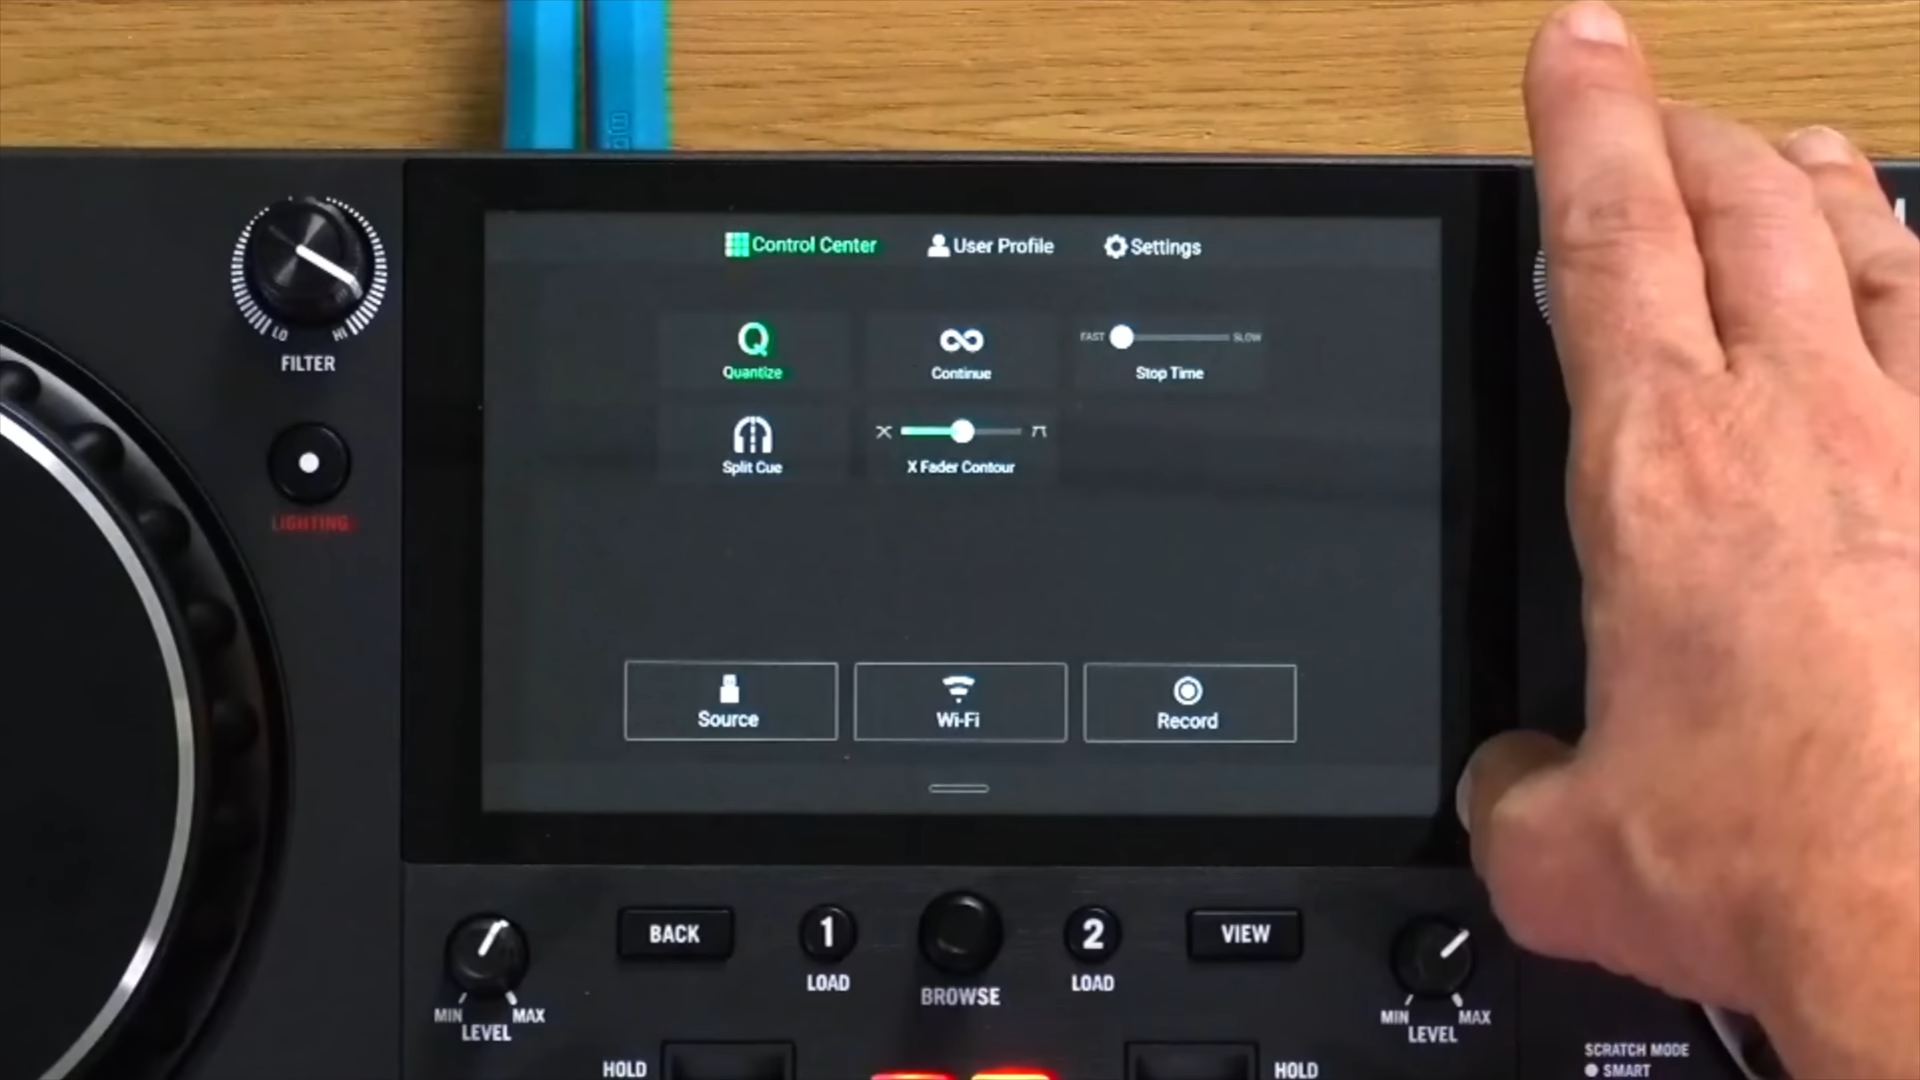 Control Center
User Profile
Settings
Q
Quantize
Continue
FAST
SLOW
Stop Time
Split Cue
X Fader Contour
Source
Wi-Fi
Record
LO
HI
FILTER
LIGHTING
BACK
1
LOAD
BROWSE
2
LOAD
VIEW
MIN
MAX
LEVEL
MIN
MAX
LEVEL
HOLD
HOLD
SCRATCH MODE
SMART